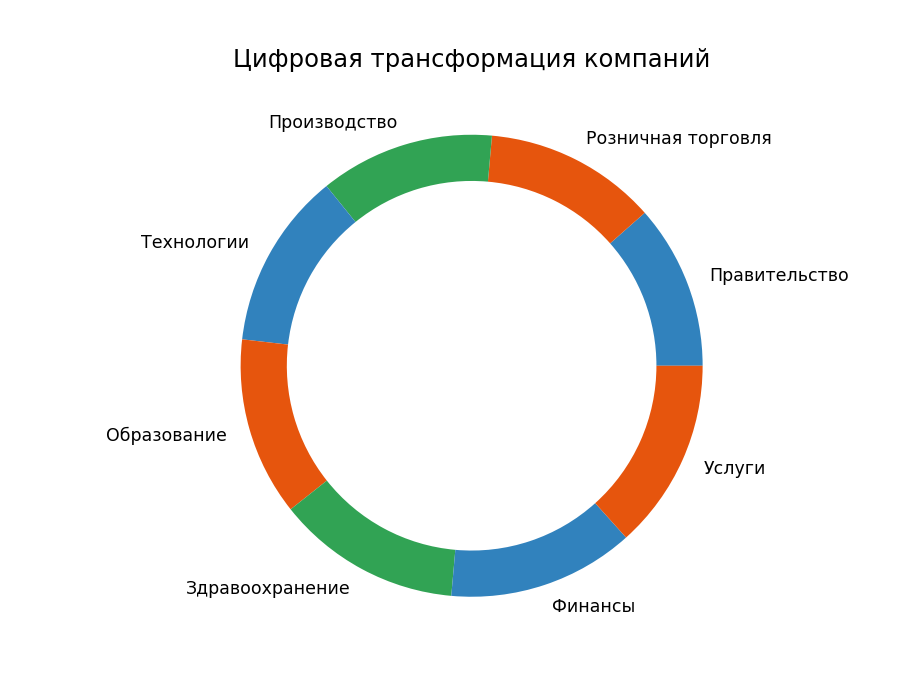 Цифровая трансформация компаний
Производство
Розничная торговля
Технологии
Правительство
Образование
Услуги
Здравоохранение
Финансы